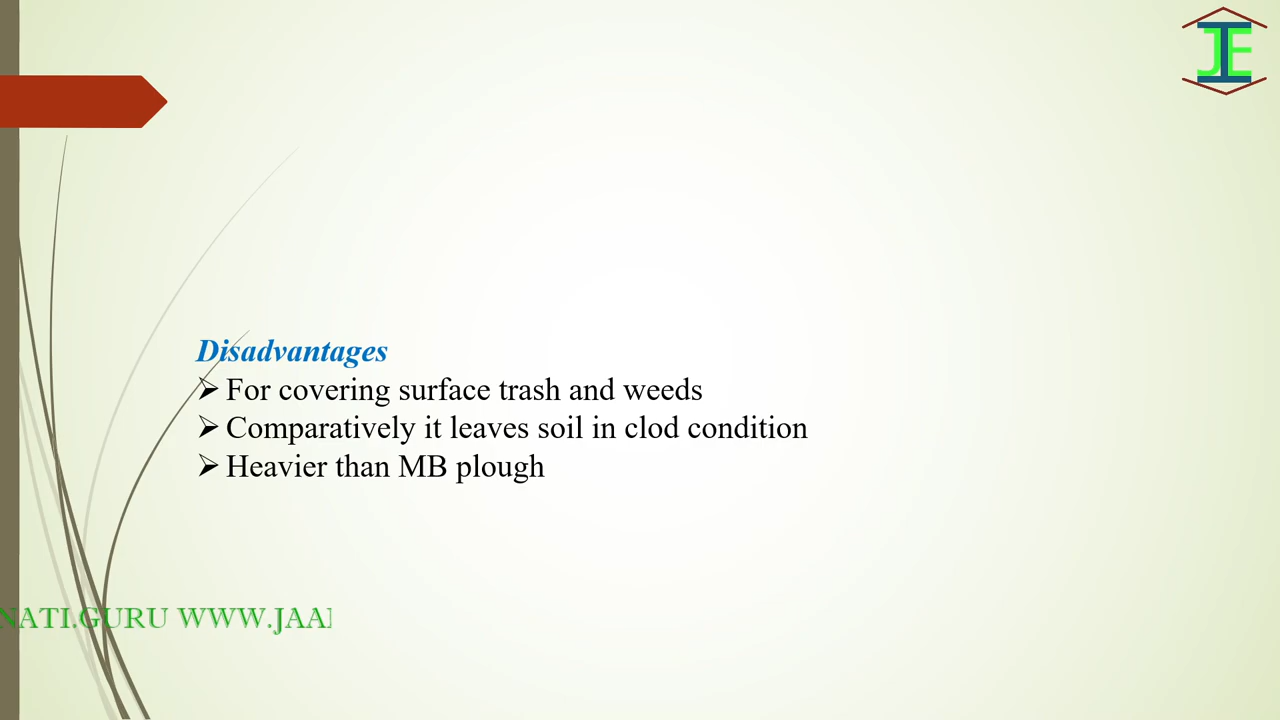 JE
Disadvantages
For covering surface trash and weeds
Comparatively it leaves soil in clod condition
Heavier than MB plough
NATI.GURU WWW.JAA